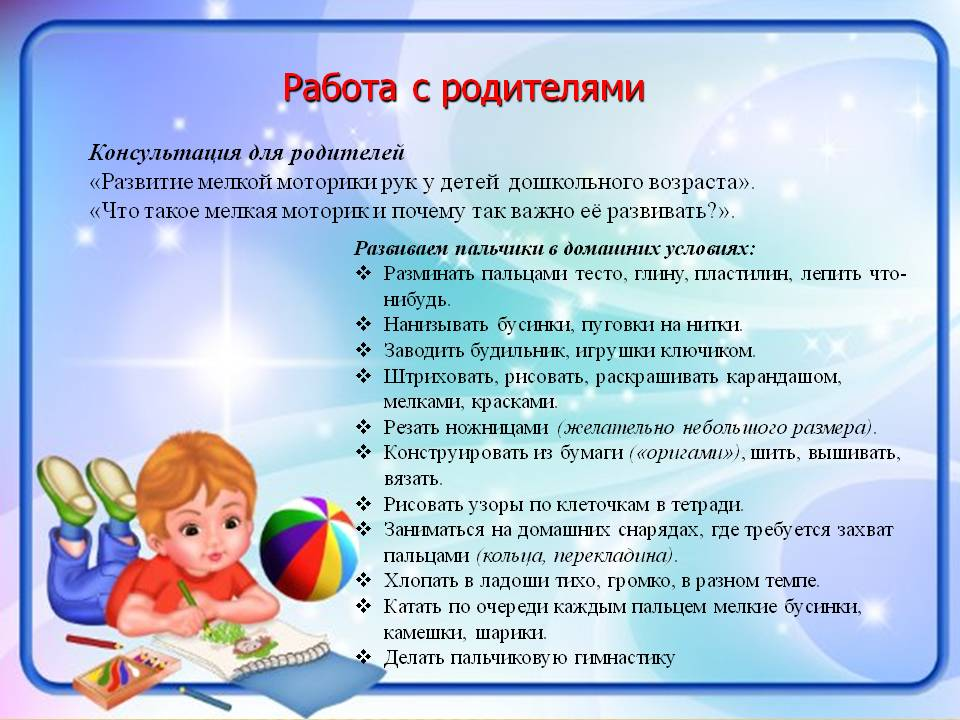 Работа с родителями
Консультация для родителей
«Развитие мелкой моторики рук у детей дошкольного возраста».
«Что такое мелкая моторик и почему так важно её развивать?».
Развиваем пальчики в домашних условиях:
❖ Разминать пальцами тесто, глину, пластилин, лепить что-
нибудь.
❖ Нанизывать бусинки, пуговки на нитки.
❖ Заводить будильник, игрушки ключиком.
❖ Штриховать, рисовать, раскрашивать карандашом,
мелками, красками.
❖ Резать ножницами (желательно небольшого размера).
❖ Конструировать из бумаги («оригами»), шить, вышивать,
вязать.
❖ Рисовать узоры по клеточкам в тетради.
❖ Заниматься на домашних снарядах, где требуется захват
пальцами (кольца, перекладина).
❖ Хлопать в ладоши тихо, громко, в разном темпе.
❖ Катать по очереди каждым пальцем мелкие бусинки,
камешки, шарики.
❖ Делать пальчиковую гимнастику